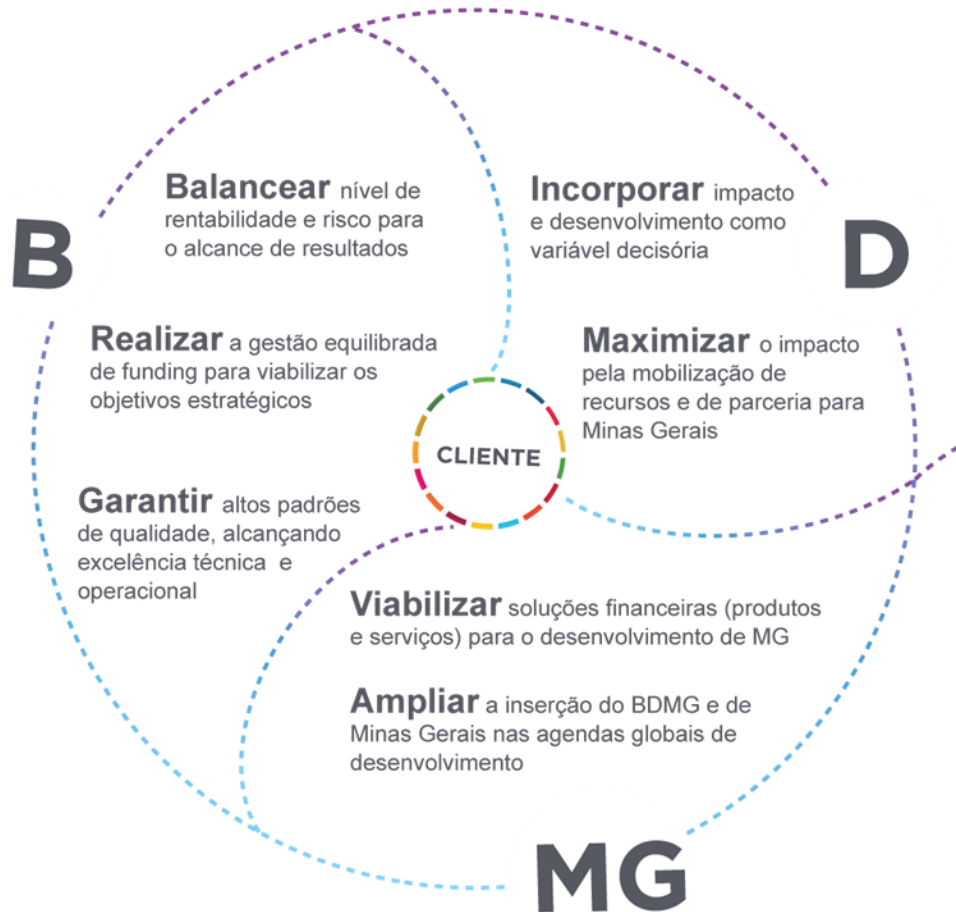 B
Balancear nível de
rentabilidade e risco para
o alcance de resultados
Realizar a gestão equilibrada
de funding para viabilizar os
objetivos estratégicos
Garantir altos padrões
de qualidade, alcançando
excelência técnica e
operacional
D
Incorporar impacto
e desenvolvimento como
variável decisória
Maximizar o impacto
pela mobilização de
recursos e de parceria para
Minas Gerais
CLIENTE
Viabilizar soluções financeiras (produtos
e serviços) para o desenvolvimento de MG
Ampliar a inserção do BDMG e de
Minas Gerais nas agendas globais de
desenvolvimento
MG